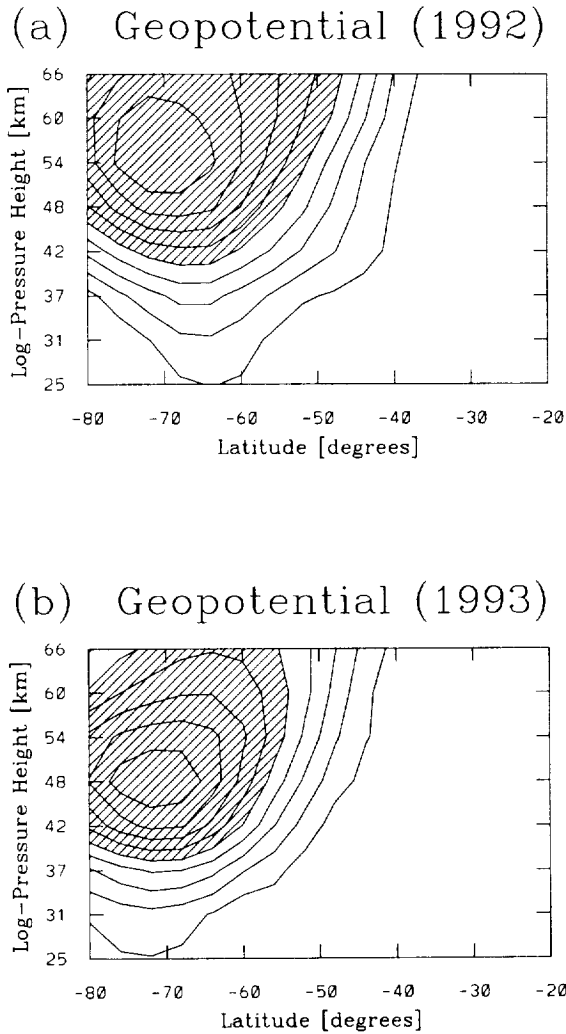 (a) Geopotential (1992)
Log-Pressure Height [km]
66
60
54
48
42
37
31
25
-80 -70 -60 -50 -40 -30 -20
Latitude [degrees]
(b) Geopotential (1993)
Log-Pressure Height [km]
66
60
54
48
42
37
31
25
-80 -70 -60 -50 -40 -30 -20
Latitude [degrees]